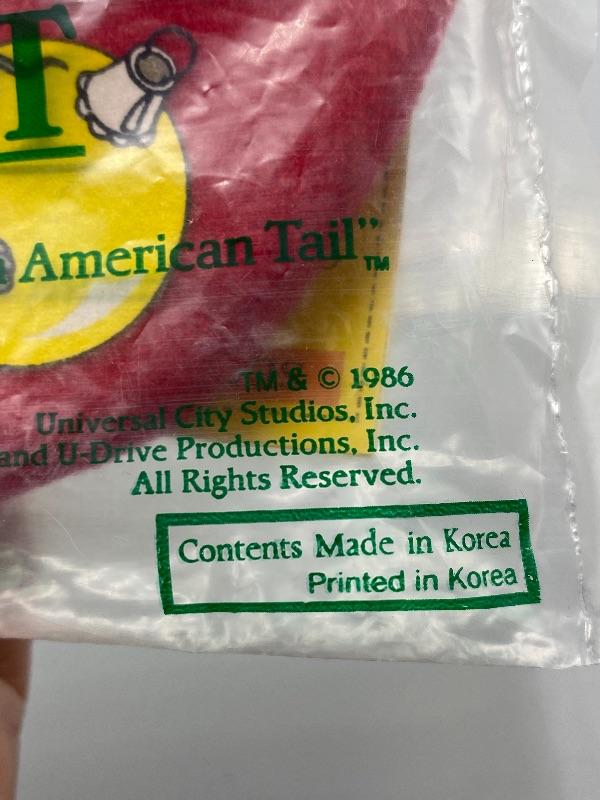 T
American Tail”™
TM & © 1986
Universal City Studios, Inc.
and U-Drive Productions, Inc.
All Rights Reserved.
Contents Made in Korea
Printed in Korea